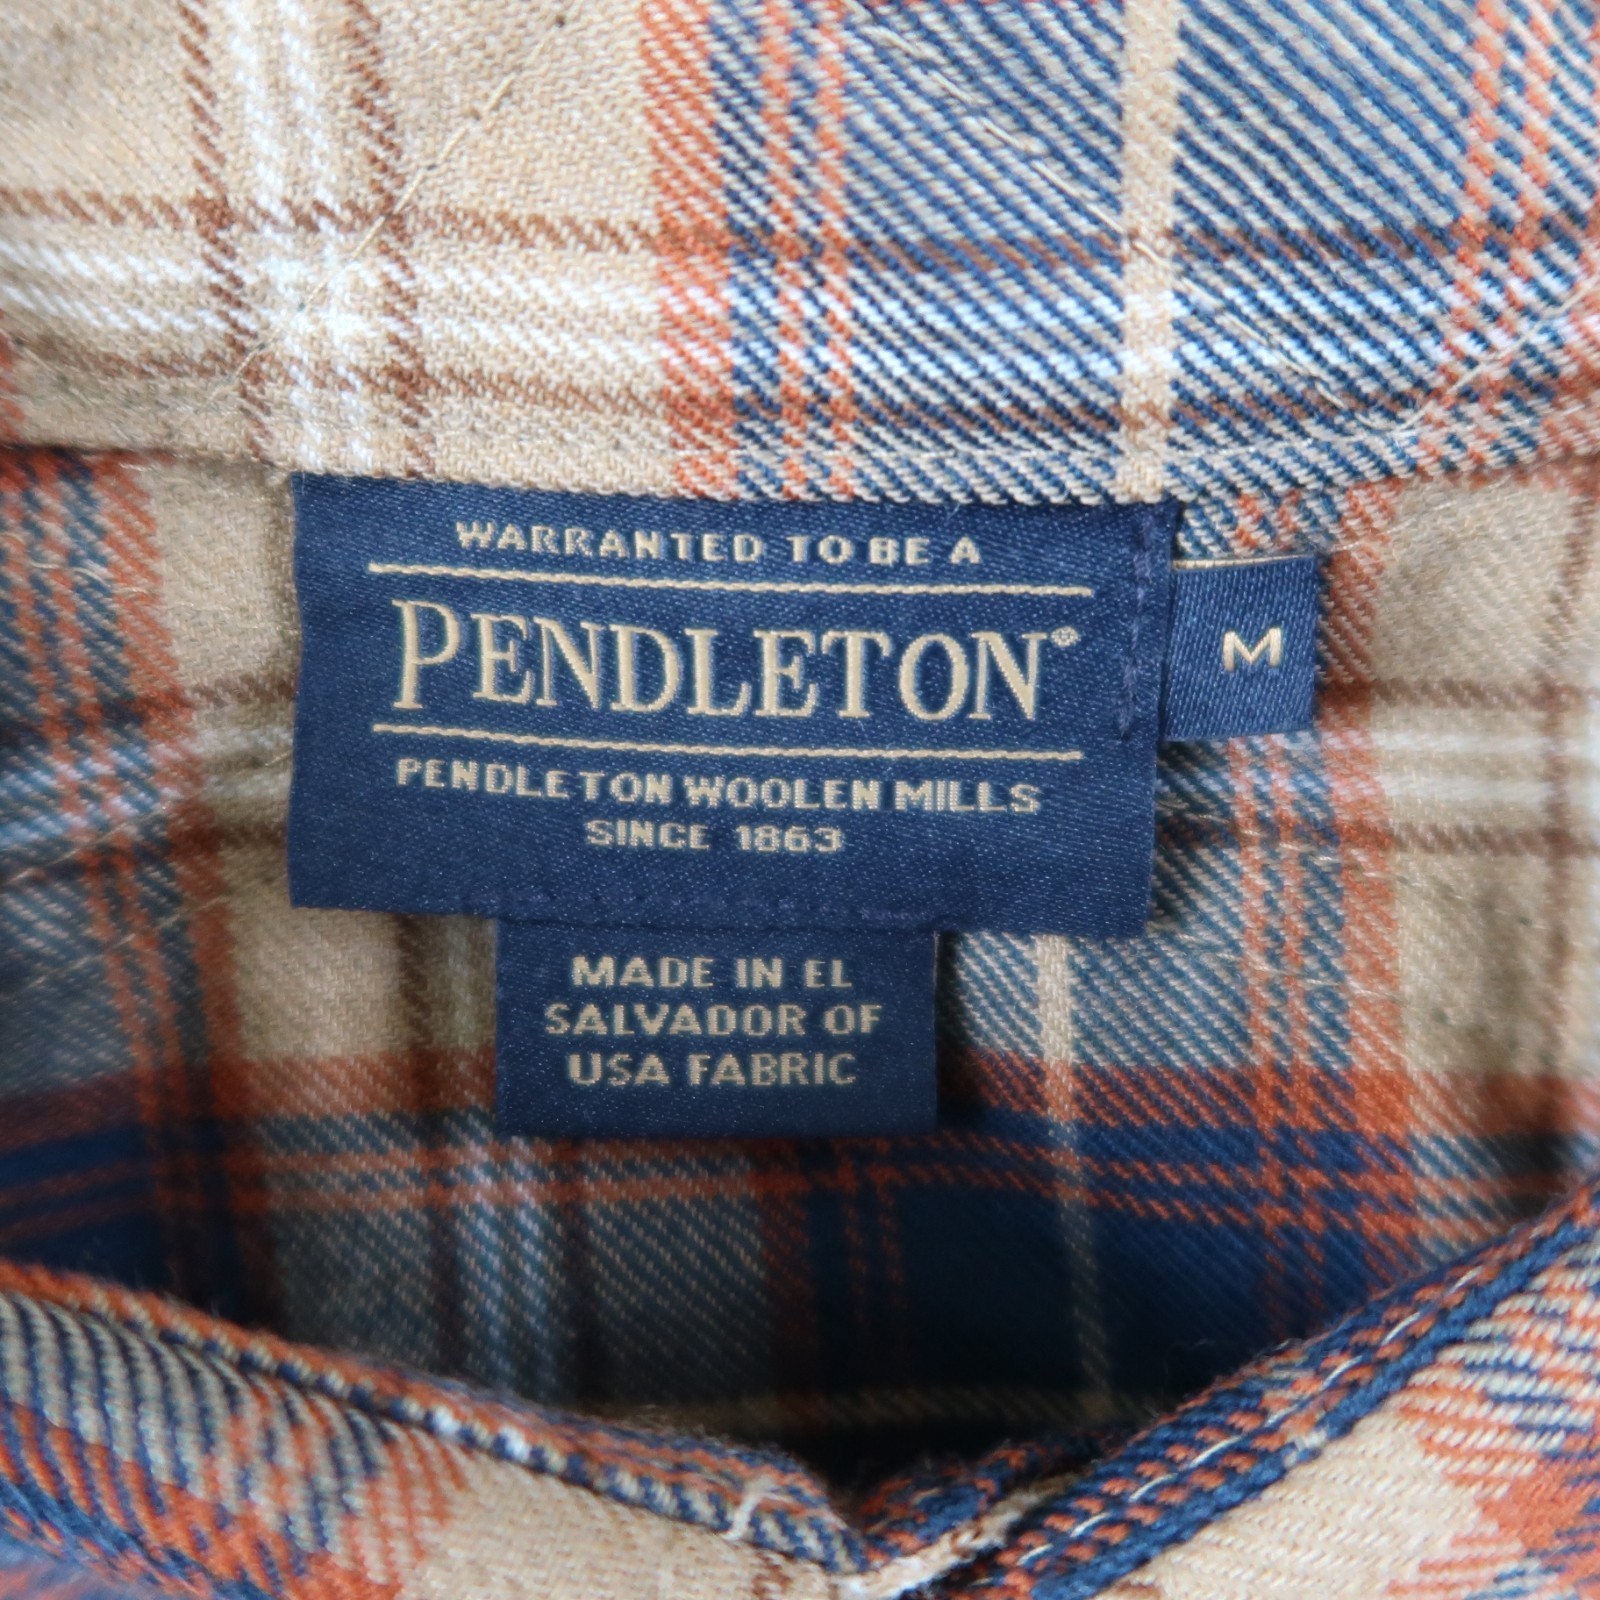 WARRANTED TO BE A
PENDLETON®
M
PENDLETON WOOLEN MILLS
SINCE 1863
MADE IN EL
SALVADOR OF
USA FABRIC